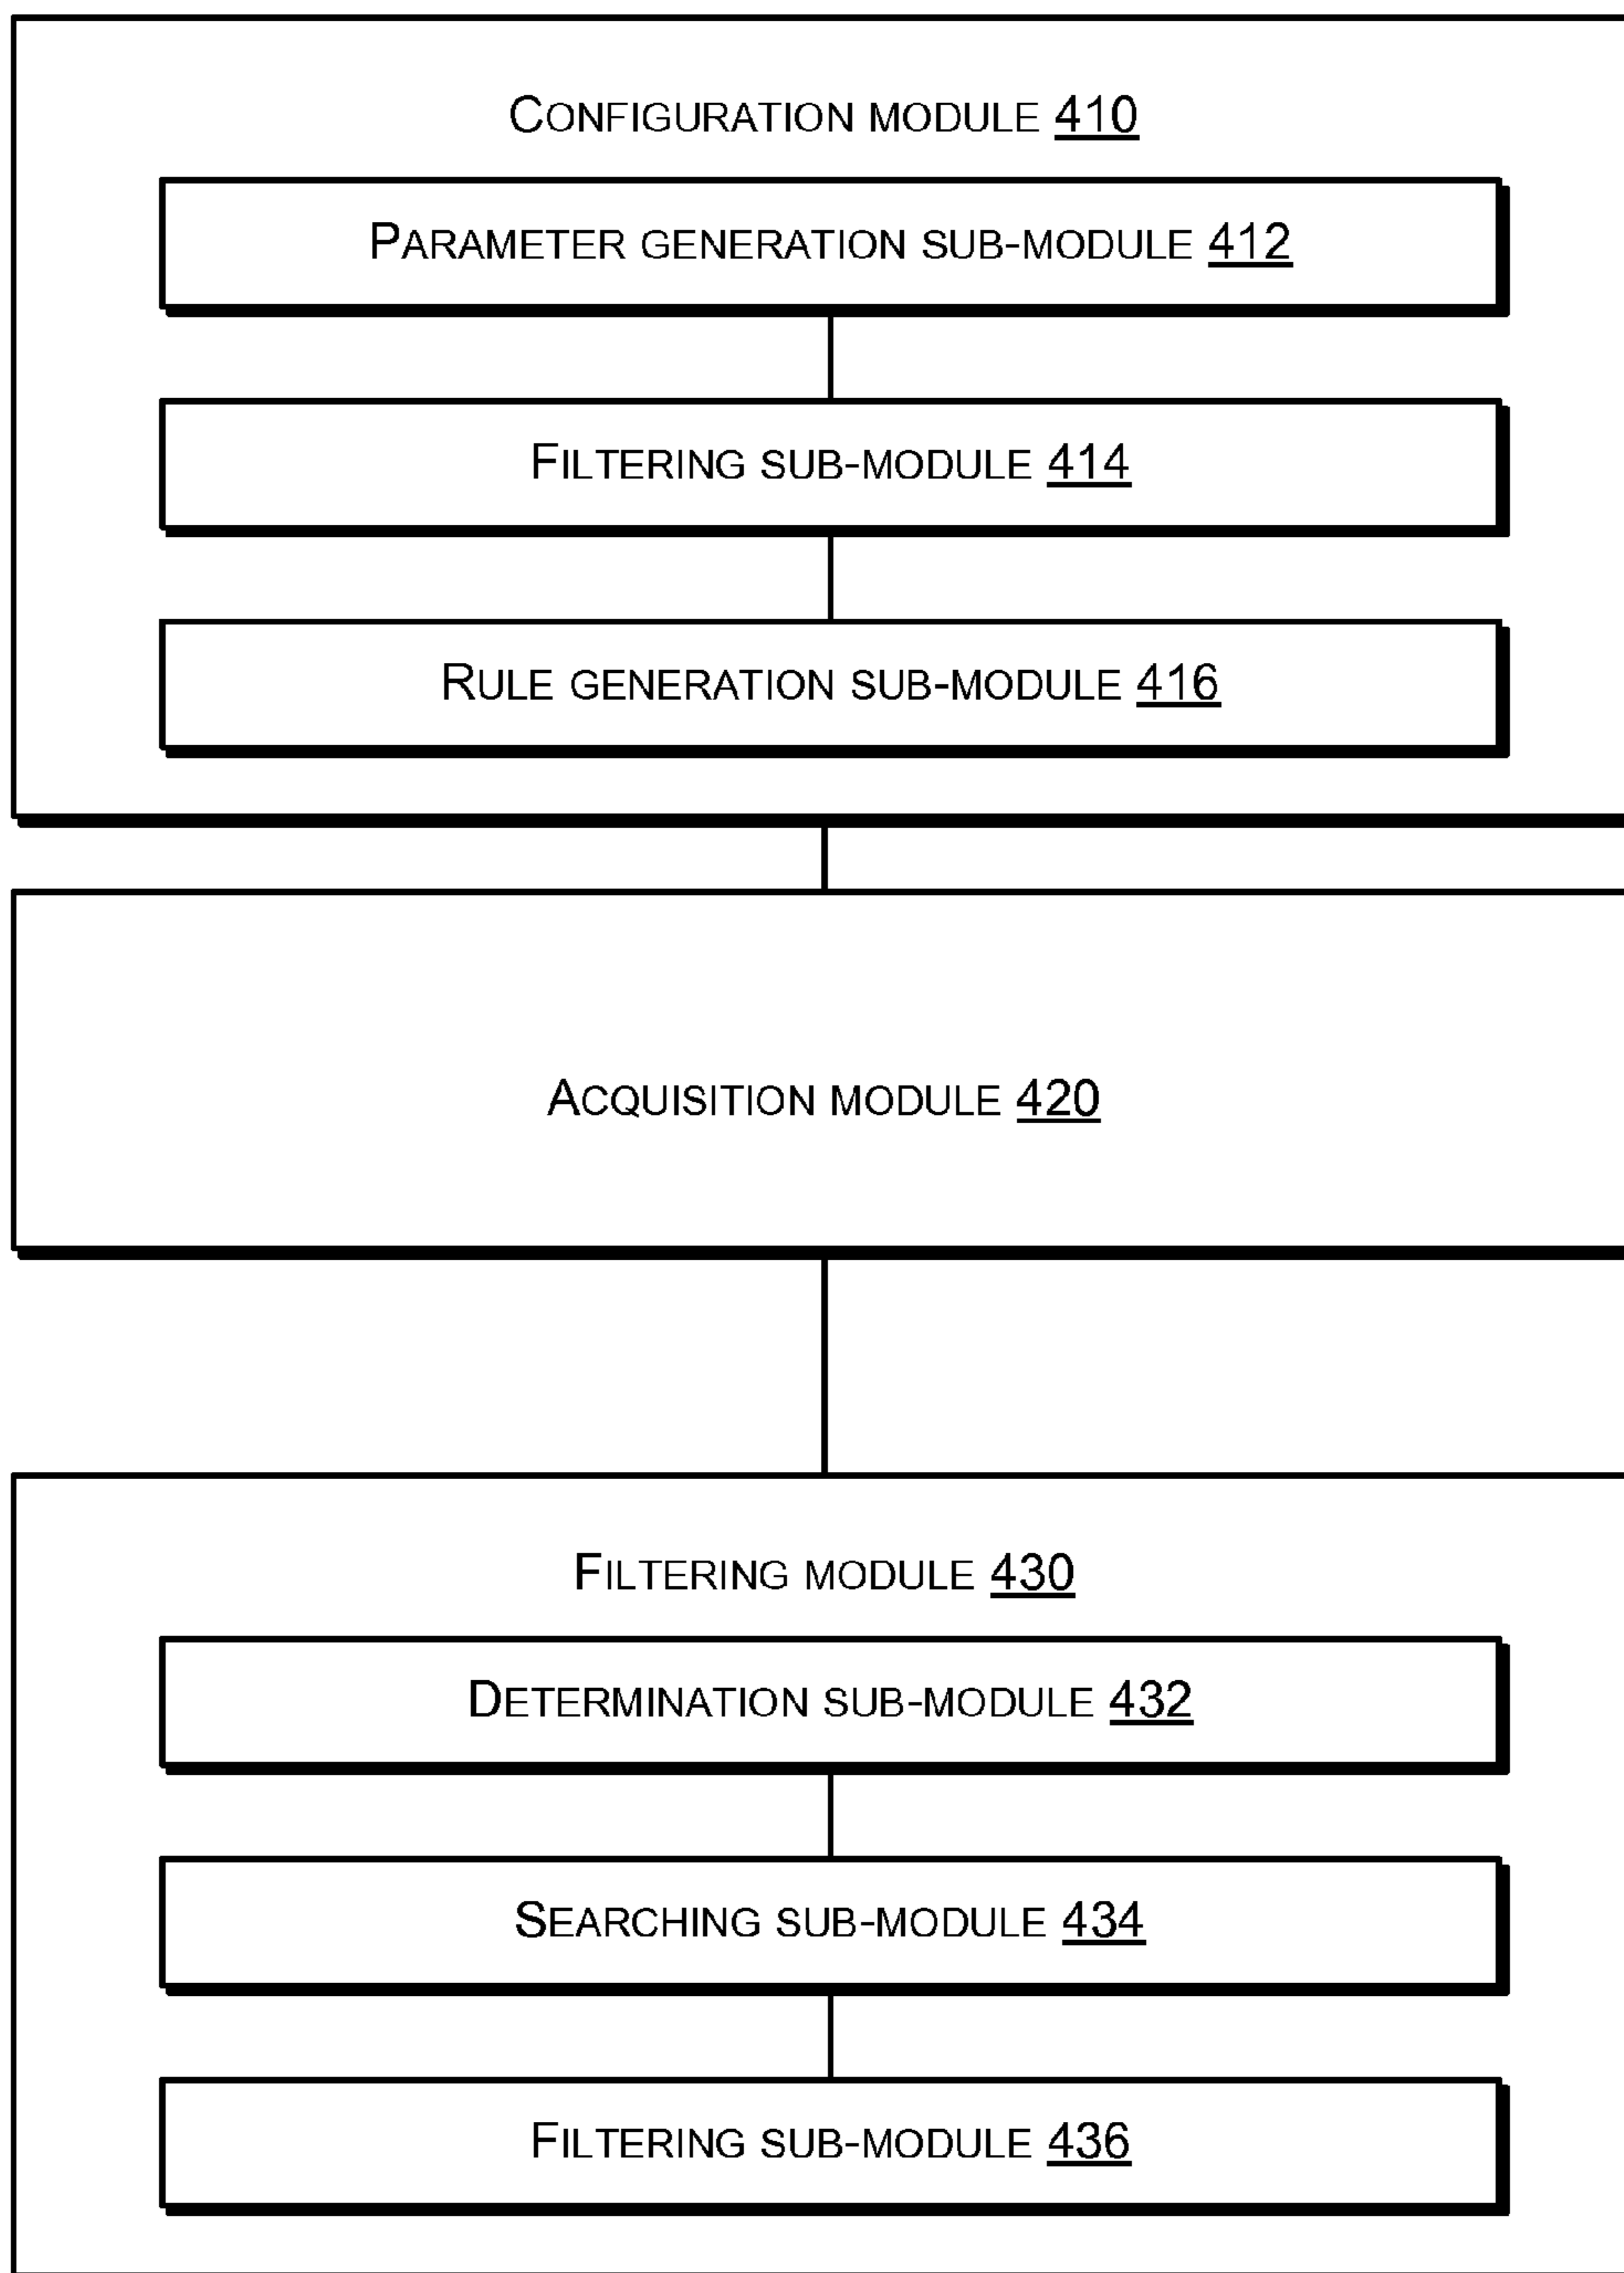 CONFIGURATION MODULE 410
PARAMETER GENERATION SUB-MODULE 412
FILTERING SUB-MODULE 414
RULE GENERATION SUB-MODULE 416
ACQUISITION MODULE 420
FILTERING MODULE 430
DETERMINATION SUB-MODULE 432
SEARCHING SUB-MODULE 434
FILTERING SUB-MODULE 436